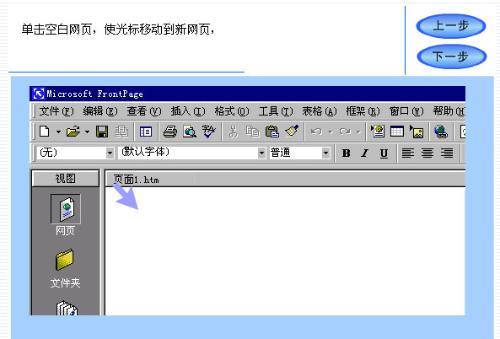 单击空白网页，使光标移动到新网页，
上一步
下一步
Microsoft FrontPage
文件(F) 编辑(E) 查看(V) 插入(I) 格式(O) 工具(T) 表格(A) 框架(R) 窗口(W) 帮助(H
(无) (默认字体) 普通 B I U
视图 页面1.htm
网页
文件夹